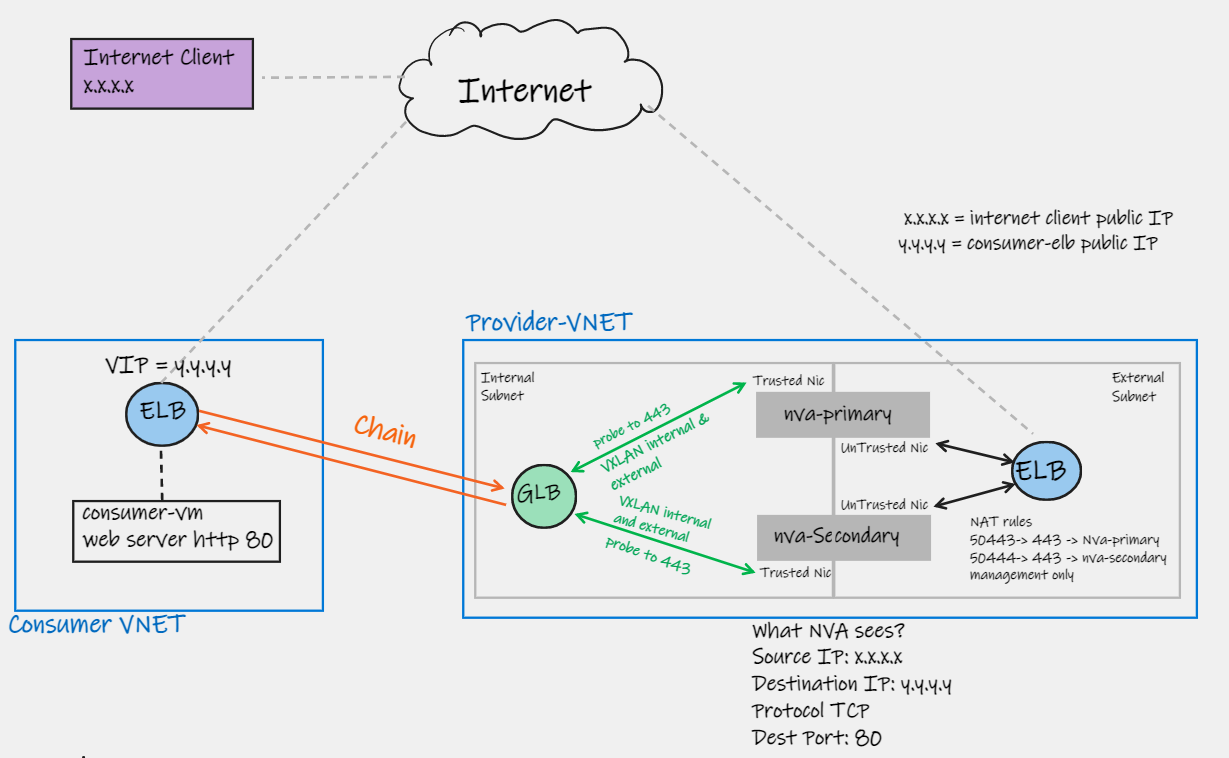 Internet Client
x.x.x.x
Internet
x.x.x.x = internet client public IP
y.y.y.y = consumer-elb public IP
Provider-VNET
VIP = y.y.y.y
ELB
consumer-vm
web server http 80
Consumer VNET
Chain
Internal
Subnet
GLB
probe to 443
VXLAN internal &
external
VXLAN internal
and external
probe to 443
Trusted Nic
nva-primary
UnTrusted Nic
UnTrusted Nic
nva-Secondary
Trusted Nic
External
Subnet
ELB
NAT rules
50443-> 443 -> Nva-primary
50444-> 443 -> nva-secondary
management only
What NVA sees?
Source IP: x.x.x.x
Destination IP: y.y.y.y
Protocol TCP
Dest Port: 80